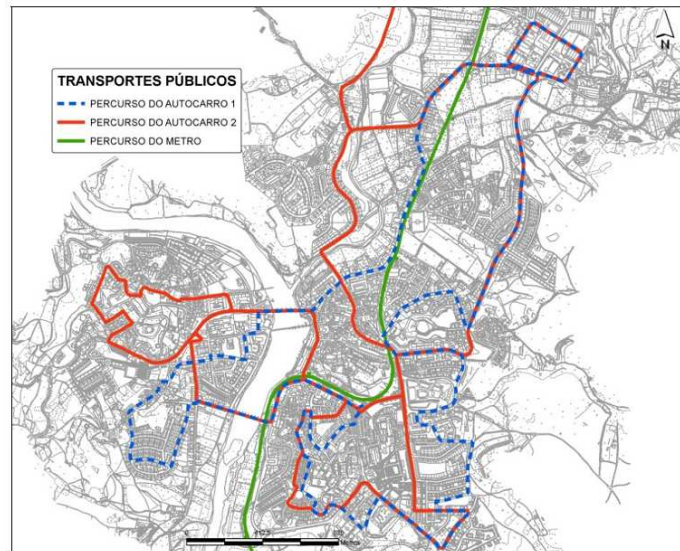 N
TRANSPORTES PÚBLICOS
PERCURSO DO AUTOCARRO 1
PERCURSO DO AUTOCARRO 2
PERCURSO DO METRO